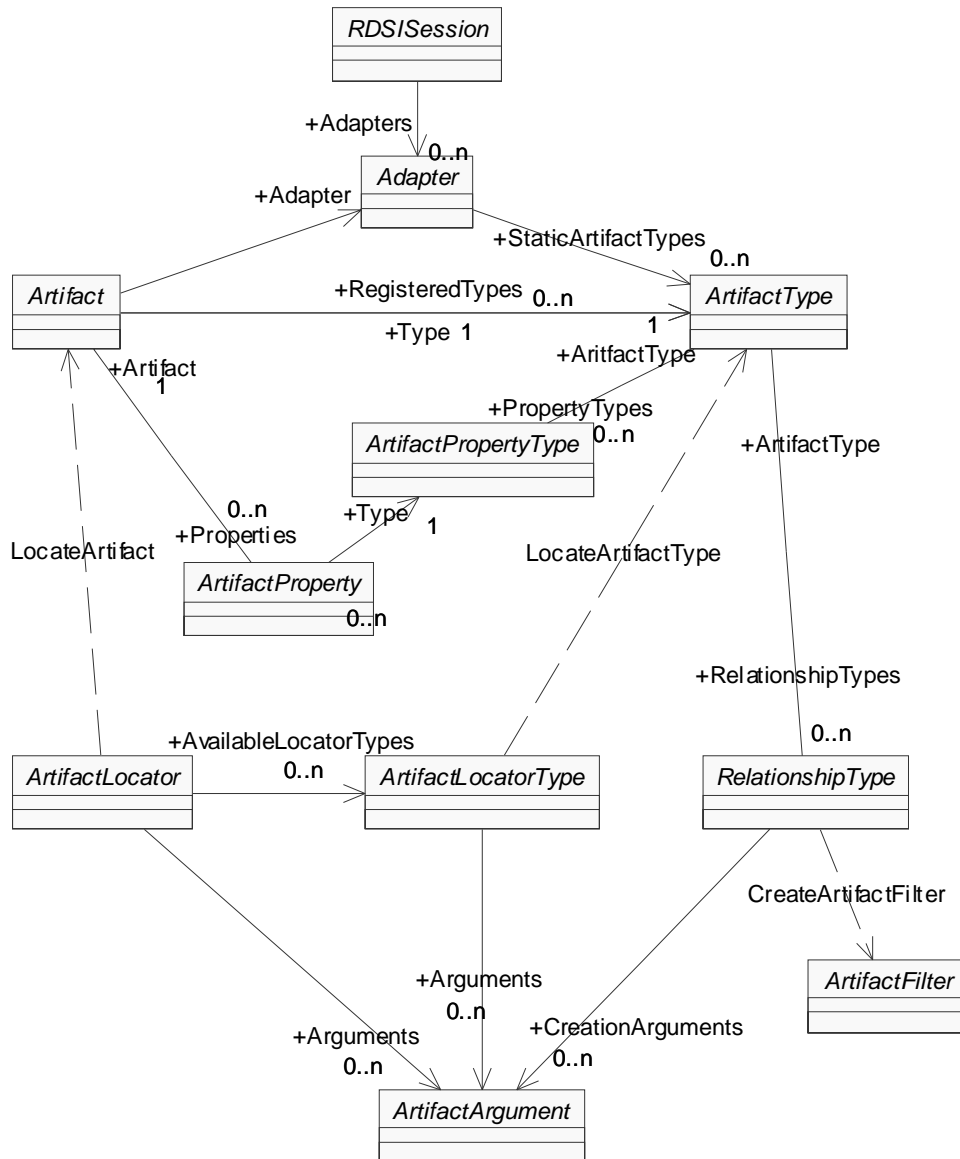 RDSISession
+Adapters
0..n
Adapter
+Adapter
+StaticArtifactTypes
0..n
Artifact
+RegisteredTypes
0..n
ArtifactType
+Type 1
1
+Artifact
1
+AritfactType
+PropertyTypes
0..n
ArtifactPropertyType
+ArtifactType
0..n
+Properties
+Type
1
LocateArtifact
LocateArtifactType
ArtifactProperty
0..n
+RelationshipTypes
0..n
+AvailableLocatorTypes
0..n
ArtifactLocator
ArtifactLocatorType
RelationshipType
CreateArtifactFilter
+Arguments
0..n
ArtifactFilter
+Arguments
0..n
+CreationArguments
0..n
ArtifactArgument